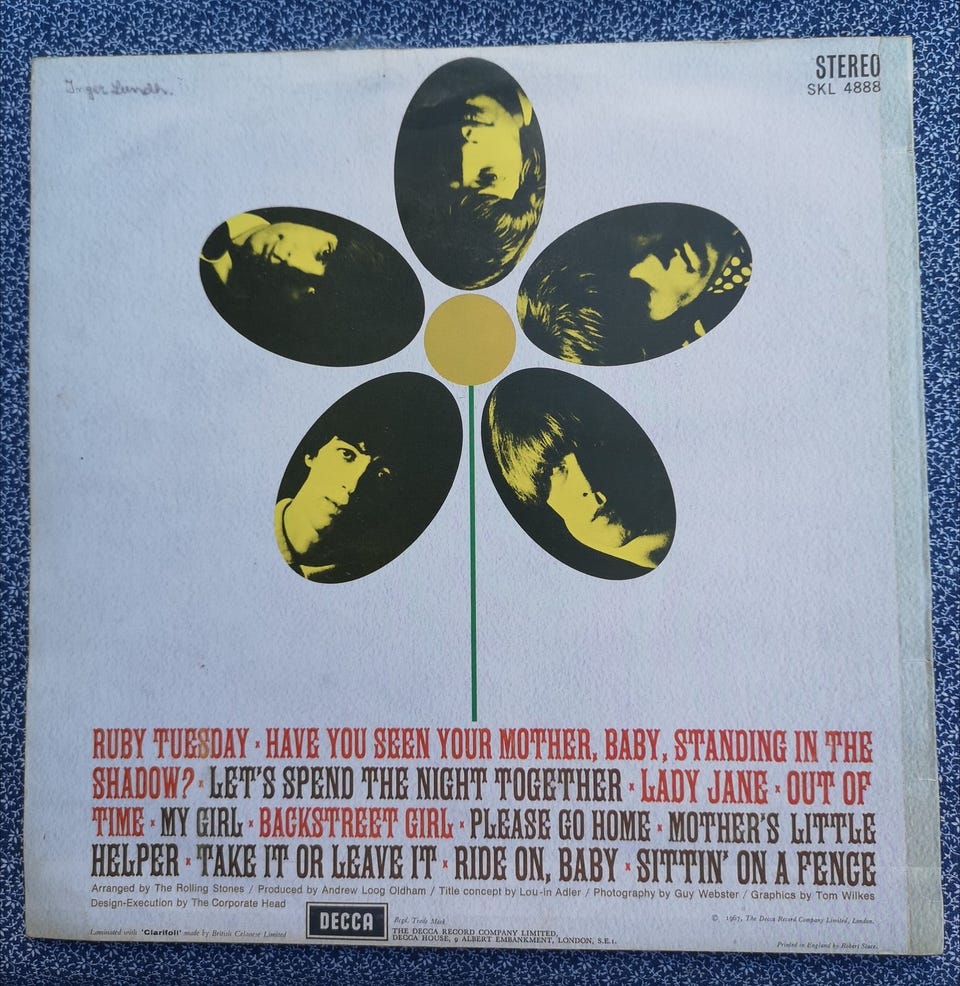 Inger Lundh.
STEREO
SKL 4888
RUBY TUESDAY • HAVE YOU SEEN YOUR MOTHER, BABY, STANDING IN THE
SHADOW? • LET'S SPEND THE NIGHT TOGETHER • LADY JANE • OUT OF
TIME • MY GIRL • BACKSTREET GIRL • PLEASE GO HOME • MOTHER'S LITTLE
HELPER • TAKE IT OR LEAVE IT • RIDE ON, BABY • SITTIN' ON A FENCE
Arranged by The Rolling Stones / Produced by Andrew Loog Oldham / Title concept by Lou-in Adler / Photography by Guy Webster / Graphics by Tom Wilkes
Design-Execution by The Corporate Head
Laminated with 'Clarifoil' made by British Celanese Limited
DECCA
Regd. Trade Mark
THE DECCA RECORD COMPANY LIMITED,
DECCA HOUSE, 9 ALBERT EMBANKMENT, LONDON, S.E.1.
© 1967, The Decca Record Company Limited, London.
Printed in England by Robert Stace.